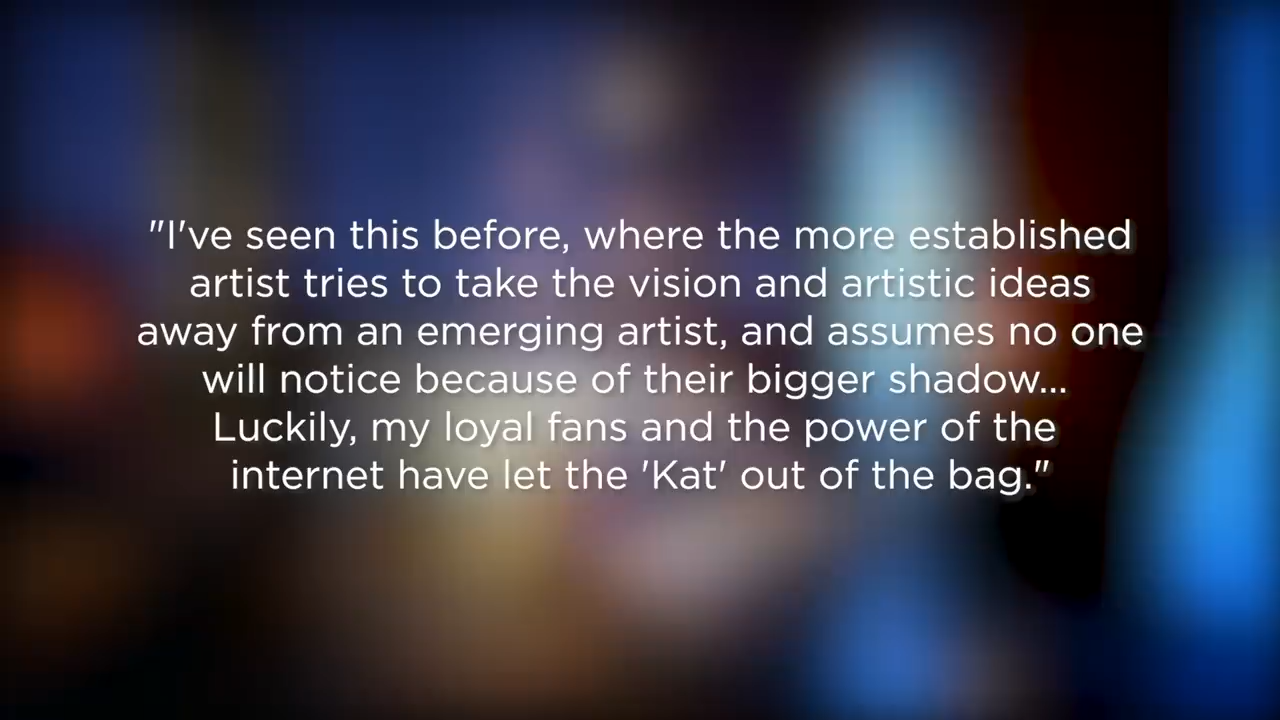 "I've seen this before, where the more established
artist tries to take the vision and artistic ideas
away from an emerging artist, and assumes no one
will notice because of their bigger shadow...
Luckily, my loyal fans and the power of the
internet have let the 'Kat' out of the bag."